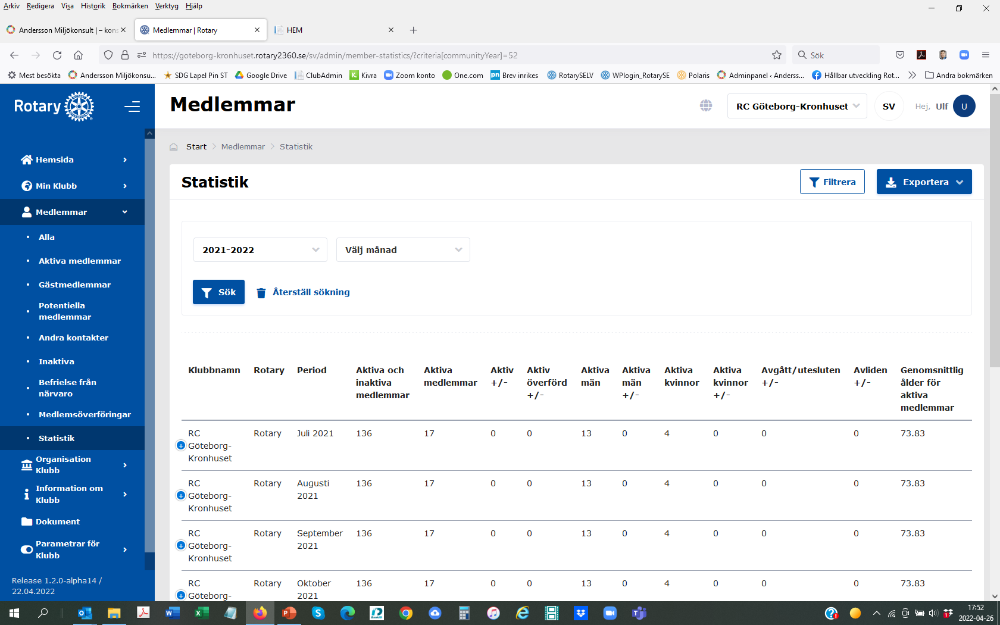 Arkiv Redigera Visa Historik Bokmärken Verktyg Hjälp
Andersson Miljökonsult | – kons
Medlemmar | Rotary
HEM
https://goteborg-kronhuset.rotary2360.se/sv/admin/member-statistics/?criteria[communityYear]=52
Sök
Mest besökta Andersson Miljökonsu... SDG Lapel Pin ST Google Drive ClubAdmin Kivra Zoom konto One.com Brev inrikes RotarySELV WPlogin_RotarySE Polaris Adminpanel ‹ Anderss... Hållbar utveckling Rot... Andra bokmärken
Rotary
Medlemmar
RC Göteborg-Kronhuset
SV
Hej, Ulf
U
Hemsida
Min Klubb
Medlemmar
Alla
Aktiva medlemmar
Gästmedlemmar
Potentiella
medlemmar
Andra kontakter
Inaktiva
Befrielse från
närvaro
Medlemsöverföringar
Statistik
Organisation
Klubb
Information om
Klubb
Dokument
Parametrar för
Klubb
Release 1.2.0-alpha14 /
22.04.2022
Start Medlemmar Statistik
Statistik
Filtrera
Exportera
2021-2022
Välj månad
Sök
Återställ sökning
Klubbnamn Rotary Period Aktiva och Aktiva Aktiv Aktiv Aktiva Aktiva Aktiva Aktiva Avgått/utesluten Avliden Genomsnittlig
inaktiva medlemmar +/- överförd män män kvinnor kvinnor +/- +/- ålder för
medlemmar +/- +/- +/- aktiva
medlemmar
RC Rotary Juli 2021 136 17 0 0 13 0 4 0 0 0 73.83
Göteborg-
Kronhuset
RC Rotary Augusti 136 17 0 0 13 0 4 0 0 0 73.83
Göteborg- 2021
Kronhuset
RC Rotary September 136 17 0 0 13 0 4 0 0 0 73.83
Göteborg- 2021
Kronhuset
RC Rotary Oktober 136 17 0 0 13 0 4 0 0 0 73.83
Göteborg- 2021
17:52
2022-04-26